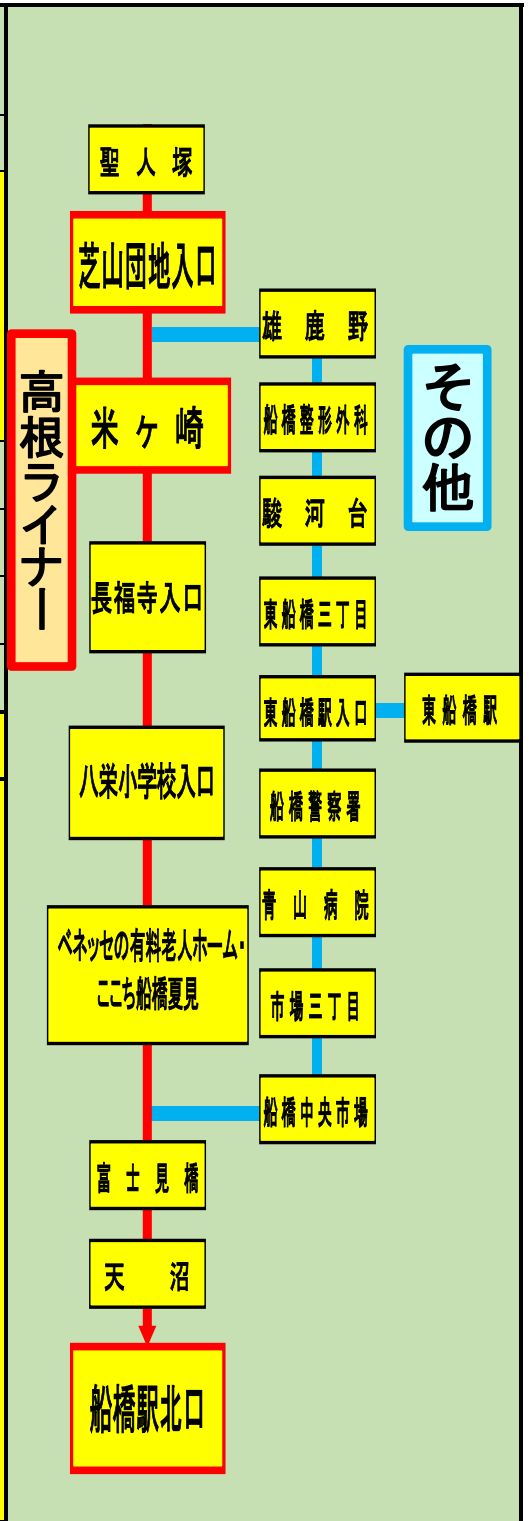 聖人塚
芝山団地入口
高根ライナー
米ヶ崎
長福寺入口
八栄小学校入口
ベネッセの有料老人ホーム・
ここち船橋夏見
富士見橋
天沼
船橋駅北口
雄鹿野
船橋整形外科
駿河台
東船橋三丁目
東船橋駅入口
東船橋駅
船橋警察署
青山病院
市場三丁目
船橋中央市場
その他